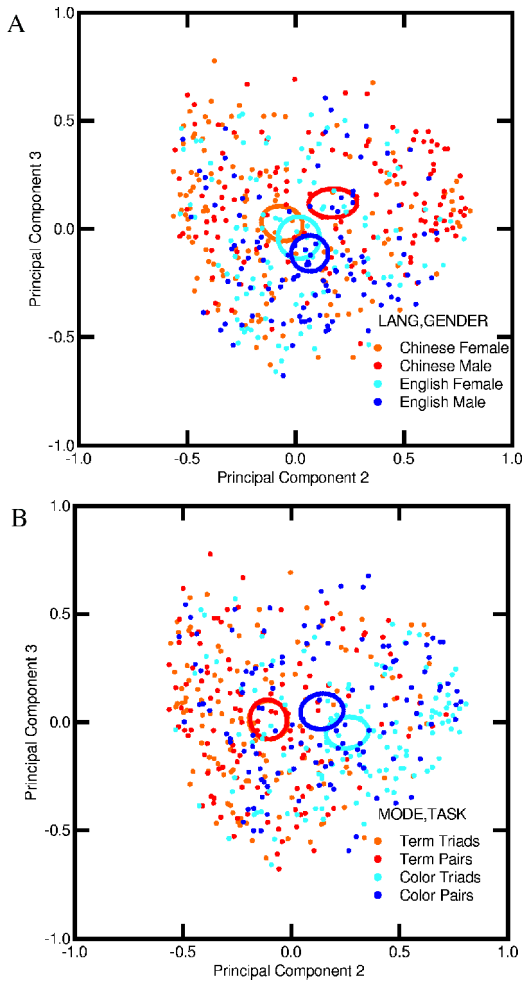 A
1.0
0.5
0.0
-0.5
-1.0
Principal Component 3
LANG,GENDER
Chinese Female
Chinese Male
English Female
English Male
-1.0 -0.5 0.0 0.5 1.0
Principal Component 2
B
1.0
0.5
0.0
-0.5
-1.0
Principal Component 3
MODE,TASK
Term Triads
Term Pairs
Color Triads
Color Pairs
-1.0 -0.5 0.0 0.5 1.0
Principal Component 2